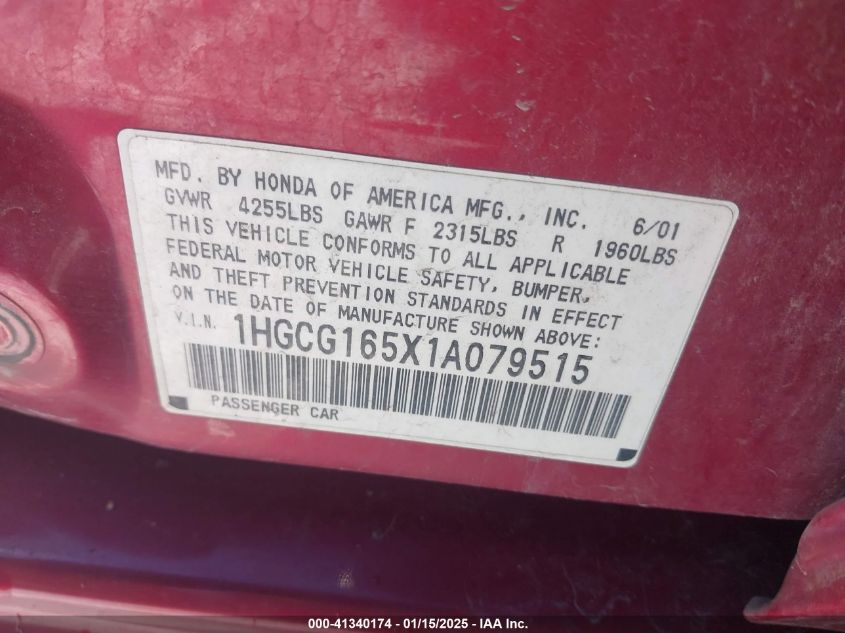 MFD. BY HONDA OF AMERICA MFG., INC. 6/01
GVWR 4255LBS GAWR F 2315LBS R 1960LBS
THIS VEHICLE CONFORMS TO ALL APPLICABLE
FEDERAL MOTOR VEHICLE SAFETY, BUMPER,
AND THEFT PREVENTION STANDARDS IN EFFECT
ON THE DATE OF MANUFACTURE SHOWN ABOVE:
V.I.N. 1HGCG165X1A079515
PASSENGER CAR
000-41340174 - 01/15/2025 - IAA Inc.